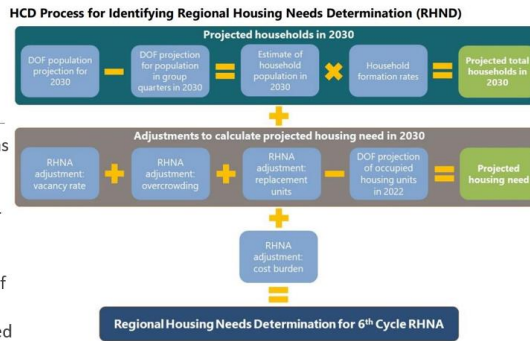 HCD Process for Identifying Regional Housing Needs Determination (RHND)
Projected households in 2030
DOF population
projection for
2030
DOF projection
for population
in group
quarters in 2030
Estimate of
household
population in
2030
Household
formation rates
Projected total
households in
2030
Adjustments to calculate projected housing need in 2030
RHNA
adjustment:
vacancy rate
RHNA
adjustment:
overcrowding
RHNA
adjustment:
replacement
units
DOF projection
of occupied
housing units
in 2022
Projected
housing need
RHNA
adjustment:
cost burden
Regional Housing Needs Determination for 6th Cycle RHNA